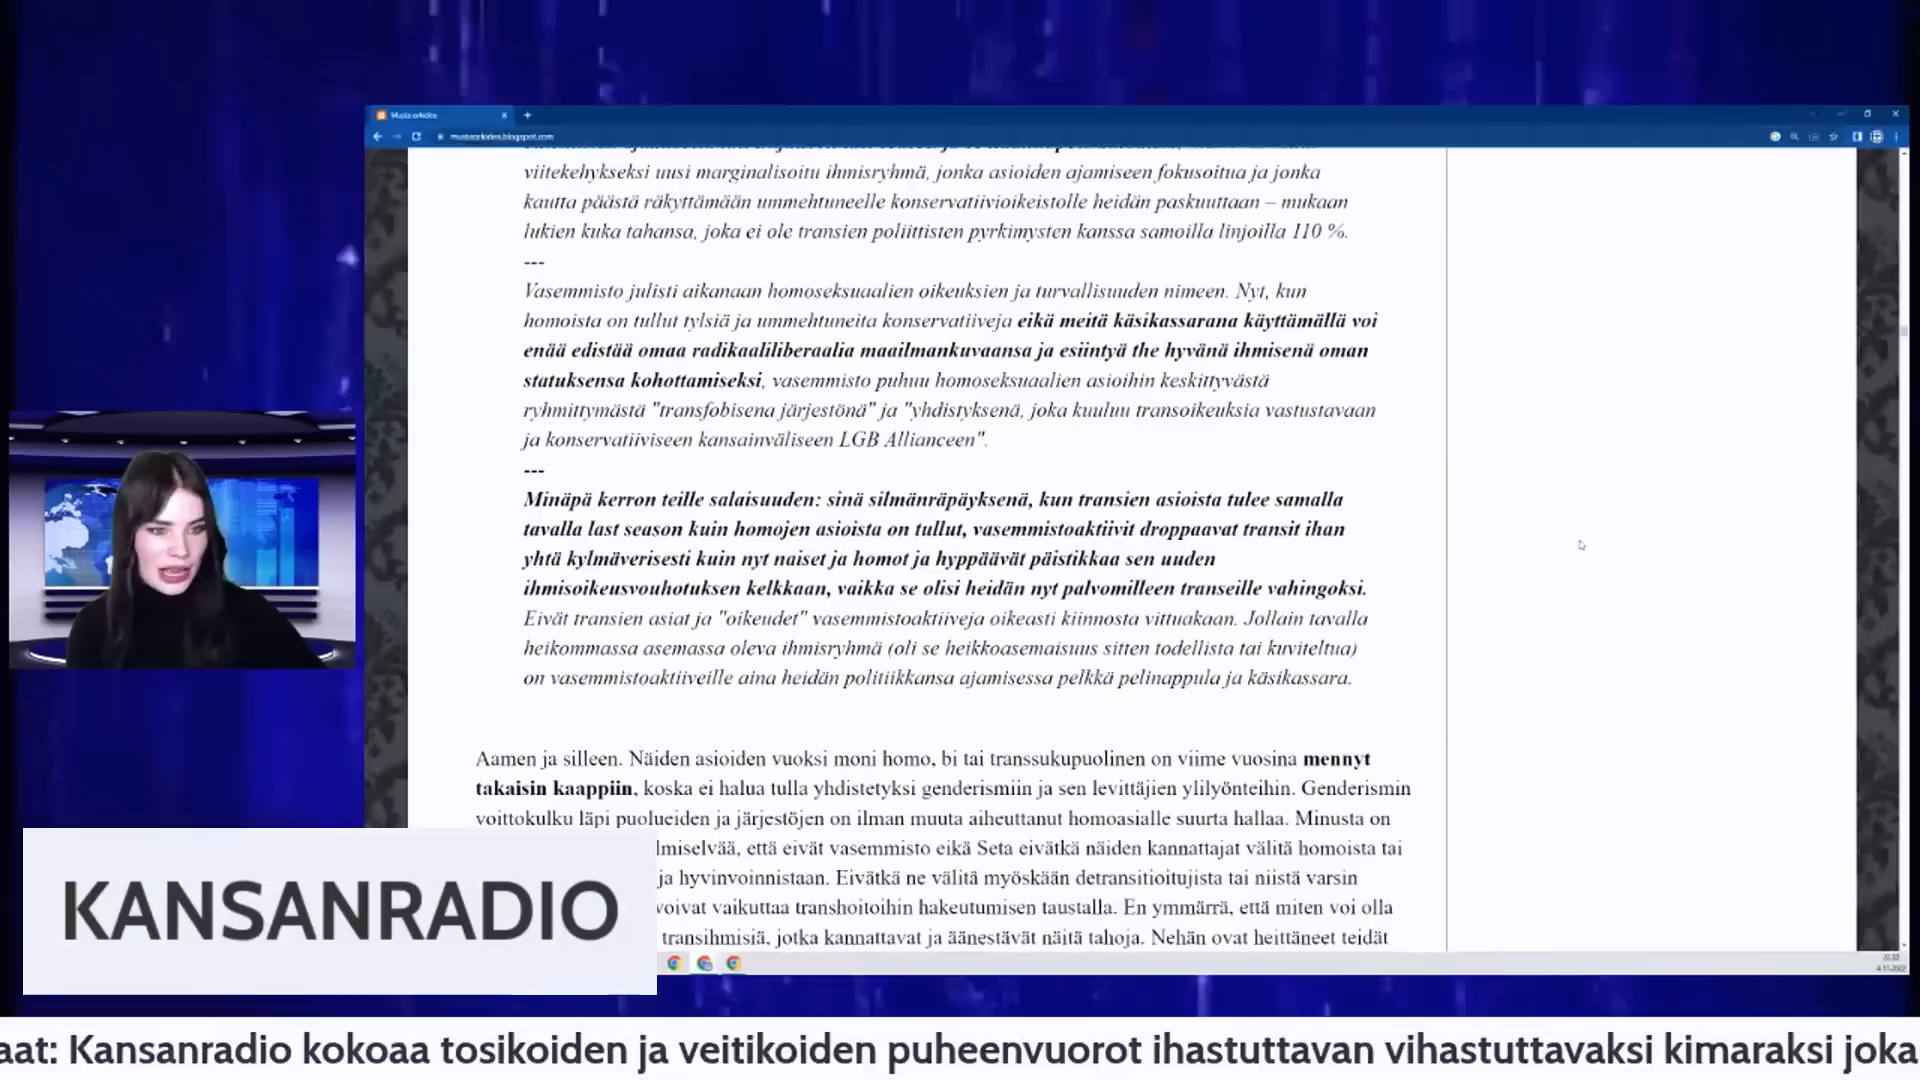 Musta orkidea
mustaorkidea.blogspot.com
viitekehykseksi uusi marginalisoitu ihmisryhmä, jonka asioiden ajamiseen fokusoitua ja jonka
kautta päästä räkyttämään ummehtuneelle konservatiivioikeistolle heidän paskuuttaan – mukaan
lukien kuka tahansa, joka ei ole transien poliittisten pyrkimysten kanssa samoilla linjoilla 110 %.
---
Vasemmisto julisti aikanaan homoseksuaalien oikeuksien ja turvallisuuden nimeen. Nyt, kun
homoista on tullut tylsiä ja ummehtuneita konservatiiveja eikä meitä käsikassarana käyttämällä voi
enää edistää omaa radikaaliliberaalia maailmankuvaansa ja esiintyä the hyvänä ihmisenä oman
statuksensa kohottamiseksi, vasemmisto puhuu homoseksuaalien asioihin keskittyvästä
ryhmittymästä "transfobisena järjestönä" ja "yhdistyksenä, joka kuuluu transoikeuksia vastustavaan
ja konservatiiviseen kansainväliseen LGB Allianceen".
---
Minäpä kerron teille salaisuuden: sinä silmänräpäyksenä, kun transien asioista tulee samalla
tavalla last season kuin homojen asioista on tullut, vasemmistoaktiivit droppaavat transit ihan
yhtä kylmäverisesti kuin nyt naiset ja homot ja hyppäävät päistikkaa sen uuden
ihmisoikeusvouhotuksen kelkkaan, vaikka se olisi heidän nyt palvomilleen transeille vahingoksi.
Eivät transien asiat ja "oikeudet" vasemmistoaktiiveja oikeasti kiinnosta vittuakaan. Jollain tavalla
heikommassa asemassa oleva ihmisryhmä (oli se heikkoasemaisuus sitten todellista tai kuviteltua)
on vasemmistoaktiiveille aina heidän politiikkansa ajamisessa pelkkä pelinappula ja käsikassara.
Aamen ja silleen. Näiden asioiden vuoksi moni homo, bi tai transsukupuolinen on viime vuosina mennyt
takaisin kaappiin, koska ei halua tulla yhdistetyksi genderismiin ja sen levittäjien ylilyönteihin. Genderismin
voittokulku läpi puolueiden ja järjestöjen on ilman muuta aiheuttanut homoasialle suurta hallaa. Minusta on
lmiselvää, että eivät vasemmisto eikä Seta eivätkä näiden kannattajat välitä homoista tai
ja hyvinvoinnistaan. Eivätkä ne välitä myöskään detransitioitujista tai niistä varsin
voivat vaikuttaa transhoitoihin hakeutumisen taustalla. En ymmärrä, että miten voi olla
transihmisiä, jotka kannattavat ja äänestävät näitä tahoja. Nehän ovat heittäneet teidät
KANSANRADIO
4.11.2022
aat: Kansanradio kokoaa tosikoiden ja veitikoiden puheenvuorot ihastuttavan vihastuttavaksi kimaraksi joka